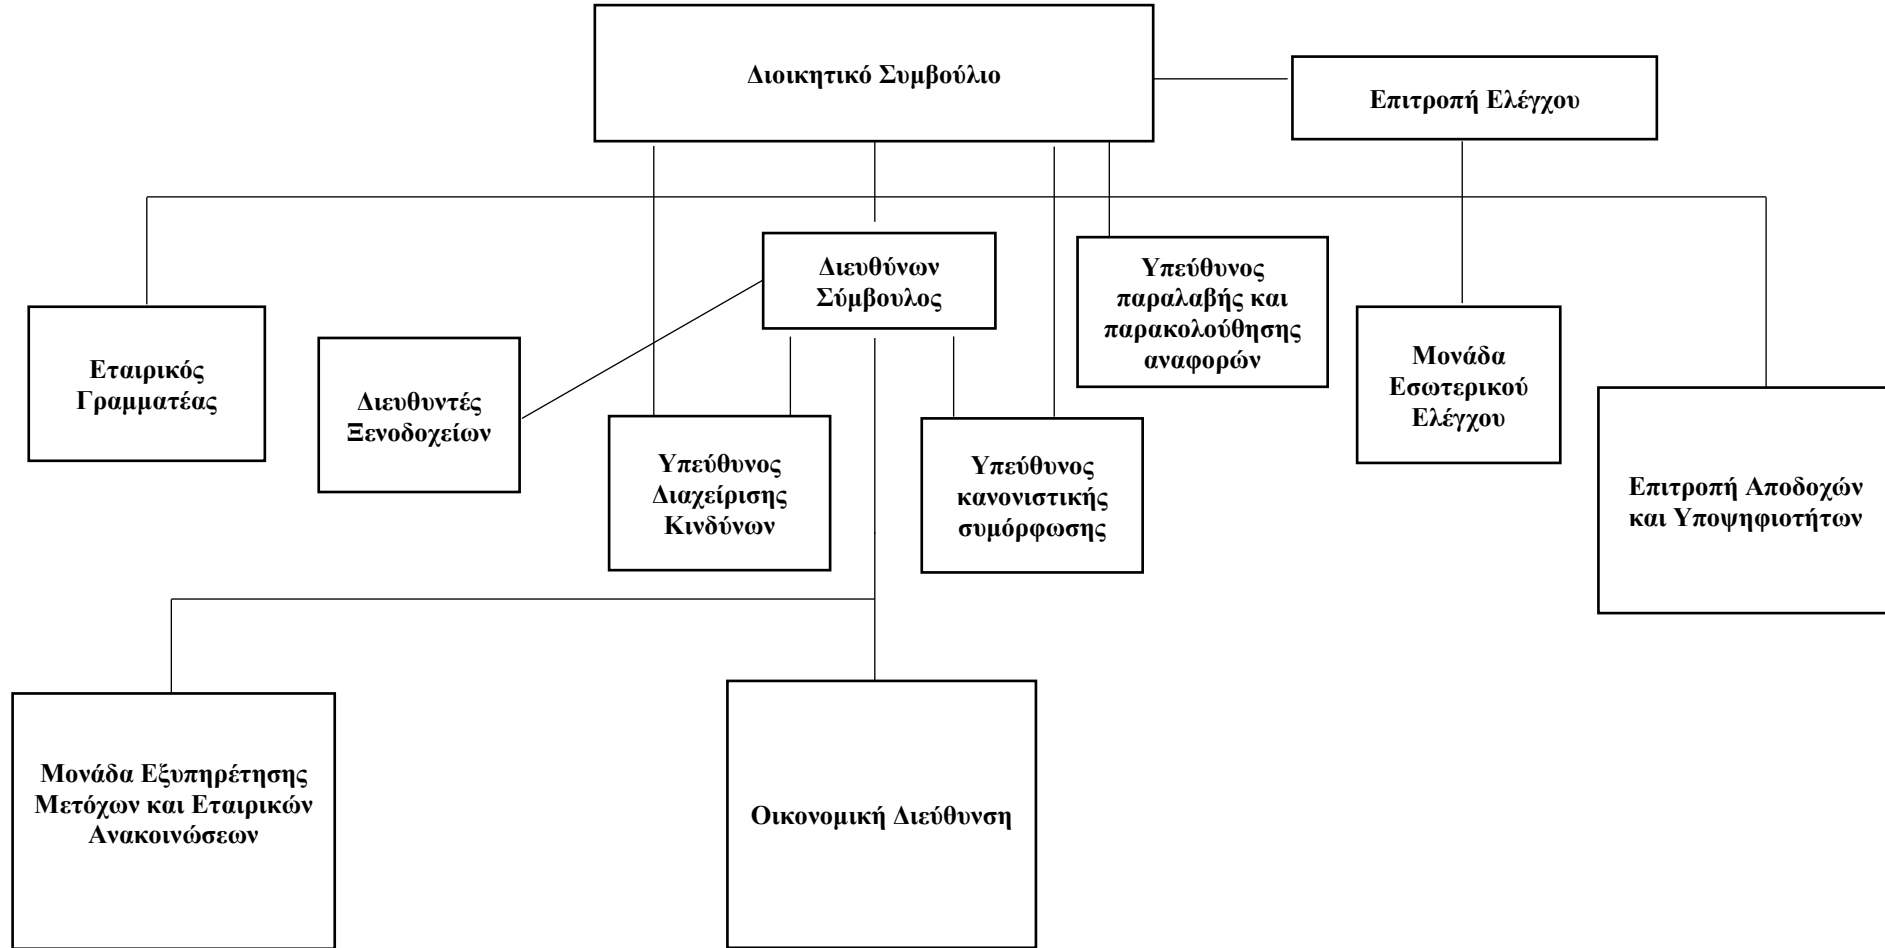 Διοικητικό Συμβούλιο
Επιτροπή Ελέγχου
Διευθύνων
Σύμβουλος
Υπεύθυνος
παραλαβής και
παρακολούθησης
αναφορών
Εταιρικός
Γραμματέας
Διευθυντές
Ξενοδοχείων
Υπεύθυνος
Διαχείρισης
Κινδύνων
Υπεύθυνος
κανονιστικής
συμόρφωσης
Μονάδα
Εσωτερικού
Ελέγχου
Επιτροπή Αποδοχών
και Υποψηφιοτήτων
Μονάδα Εξυπηρέτησης
Μετόχων και Εταιρικών
Ανακοινώσεων
Οικονομική Διεύθυνση